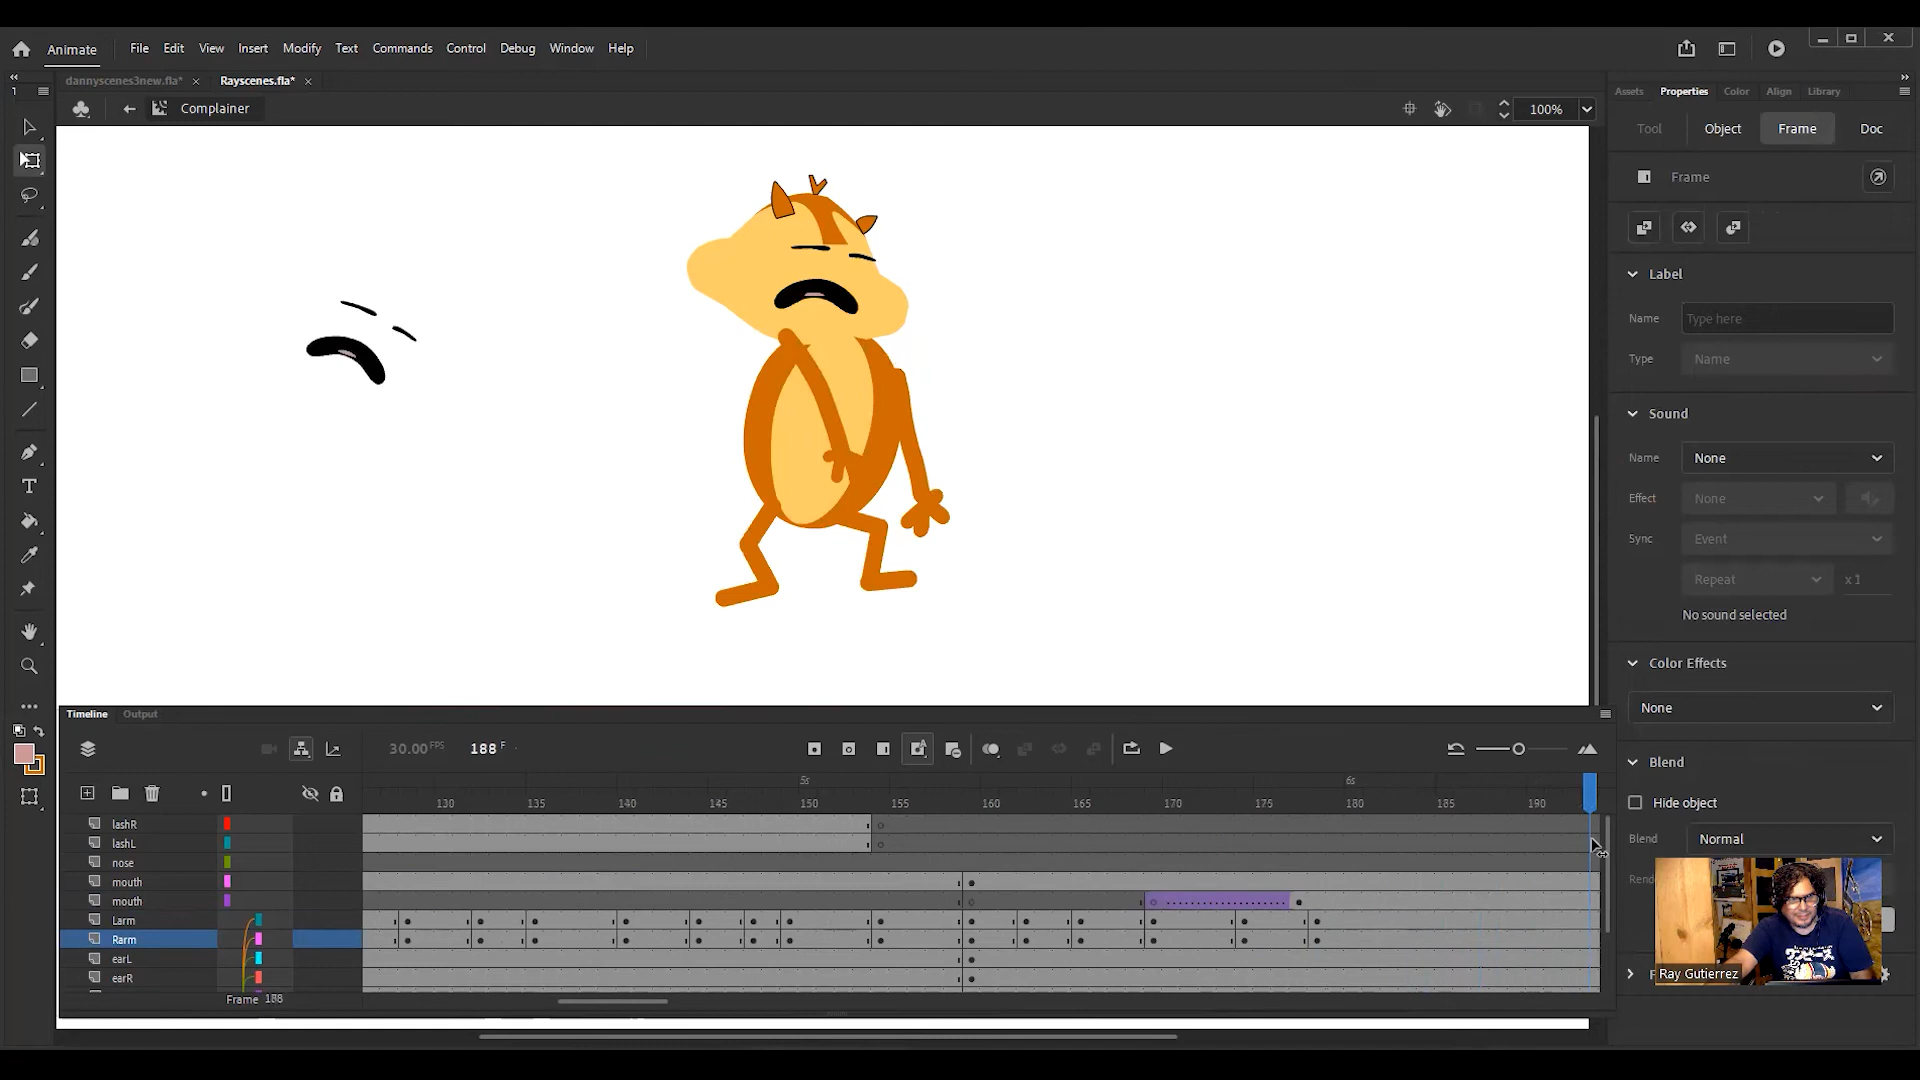 Animate File Edit View Insert Modify Text Commands Control Debug Window Help
dannyscenes3new.fla* × Rayscenes.fla* ×
Complainer 100%
Assets Properties Color Align Library
Tool Object Frame Doc
Frame
Label
Name Type here
Type Name
Sound
Name None
Effect None
Sync Event
Repeat x 1
No sound selected
Color Effects
None
Blend
Hide object
Blend Normal
Ray Gutierrez
Timeline Output
30.00 FPS 188 F
5s 6s
130 135 140 145 150 155 160 165 170 175 180 185 190
lashR
lashL
nose
mouth
mouth
Larm
Rarm
earL
earR
Frame 188